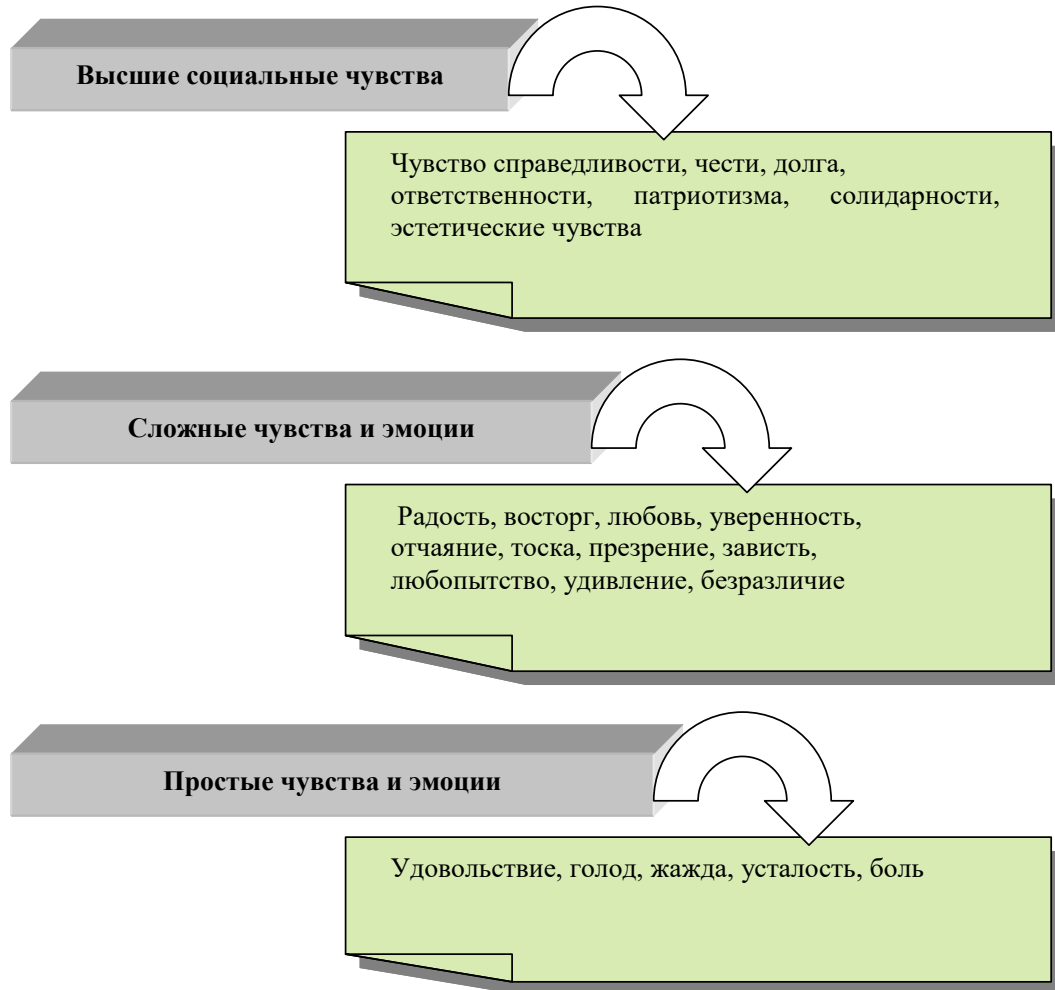 Высшие социальные чувства
Чувство справедливости, чести, долга,
ответственности, патриотизма, солидарности,
эстетические чувства
Сложные чувства и эмоции
Радость, восторг, любовь, уверенность,
отчаяние, тоска, презрение, зависть,
любопытство, удивление, безразличие
Простые чувства и эмоции
Удовольствие, голод, жажда, усталость, боль